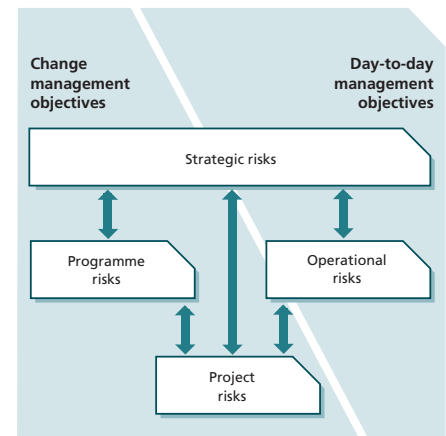 Change
management
objectives
Day-to-day
management
objectives
Strategic risks
Programme
risks
Operational
risks
Project
risks